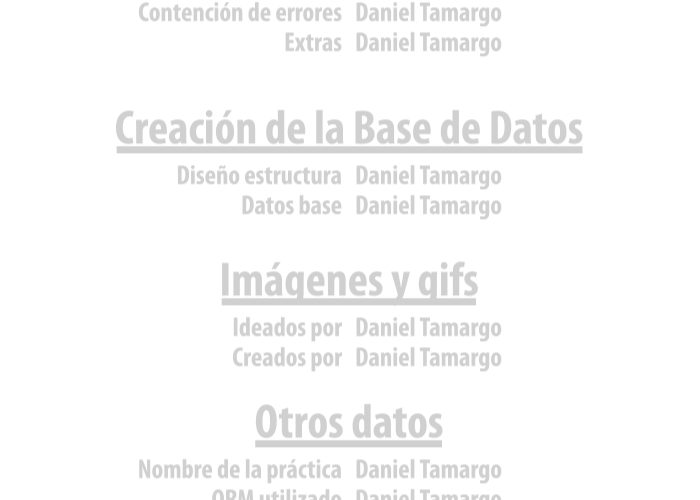 Contención de errores Daniel Tamargo
Extras Daniel Tamargo
Creación de la Base de Datos
Diseño estructura Daniel Tamargo
Datos base Daniel Tamargo
Imágenes y gifs
Ideados por Daniel Tamargo
Creados por Daniel Tamargo
Otros datos
Nombre de la práctica Daniel Tamargo
ORM utilizado Daniel Tamargo